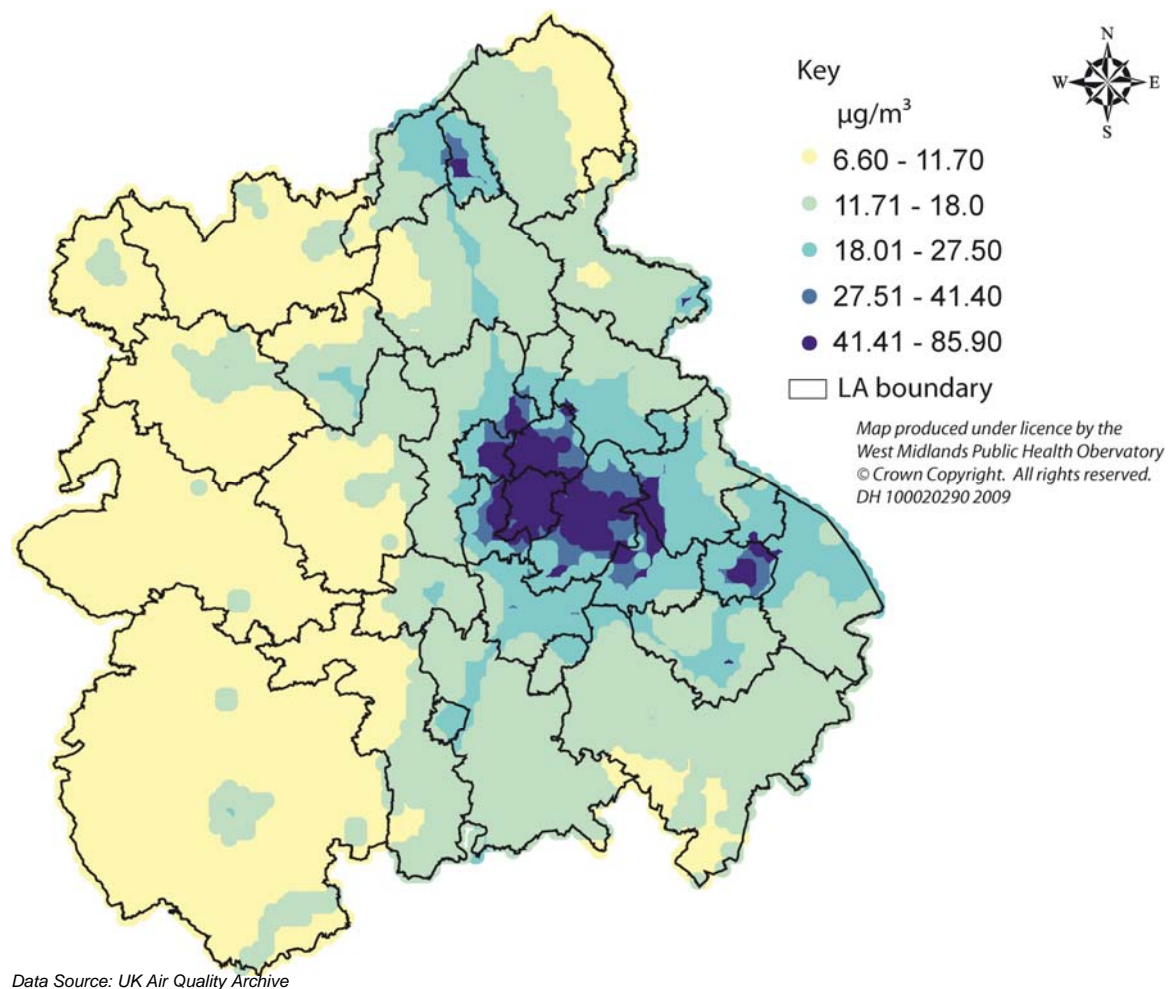 N
W E
S
Key
µg/m³
6.60 - 11.70
11.71 - 18.0
18.01 - 27.50
27.51 - 41.40
41.41 - 85.90
LA boundary
Map produced under licence by the
West Midlands Public Health Obervatory
© Crown Copyright. All rights reserved.
DH 100020290 2009
Data Source: UK Air Quality Archive